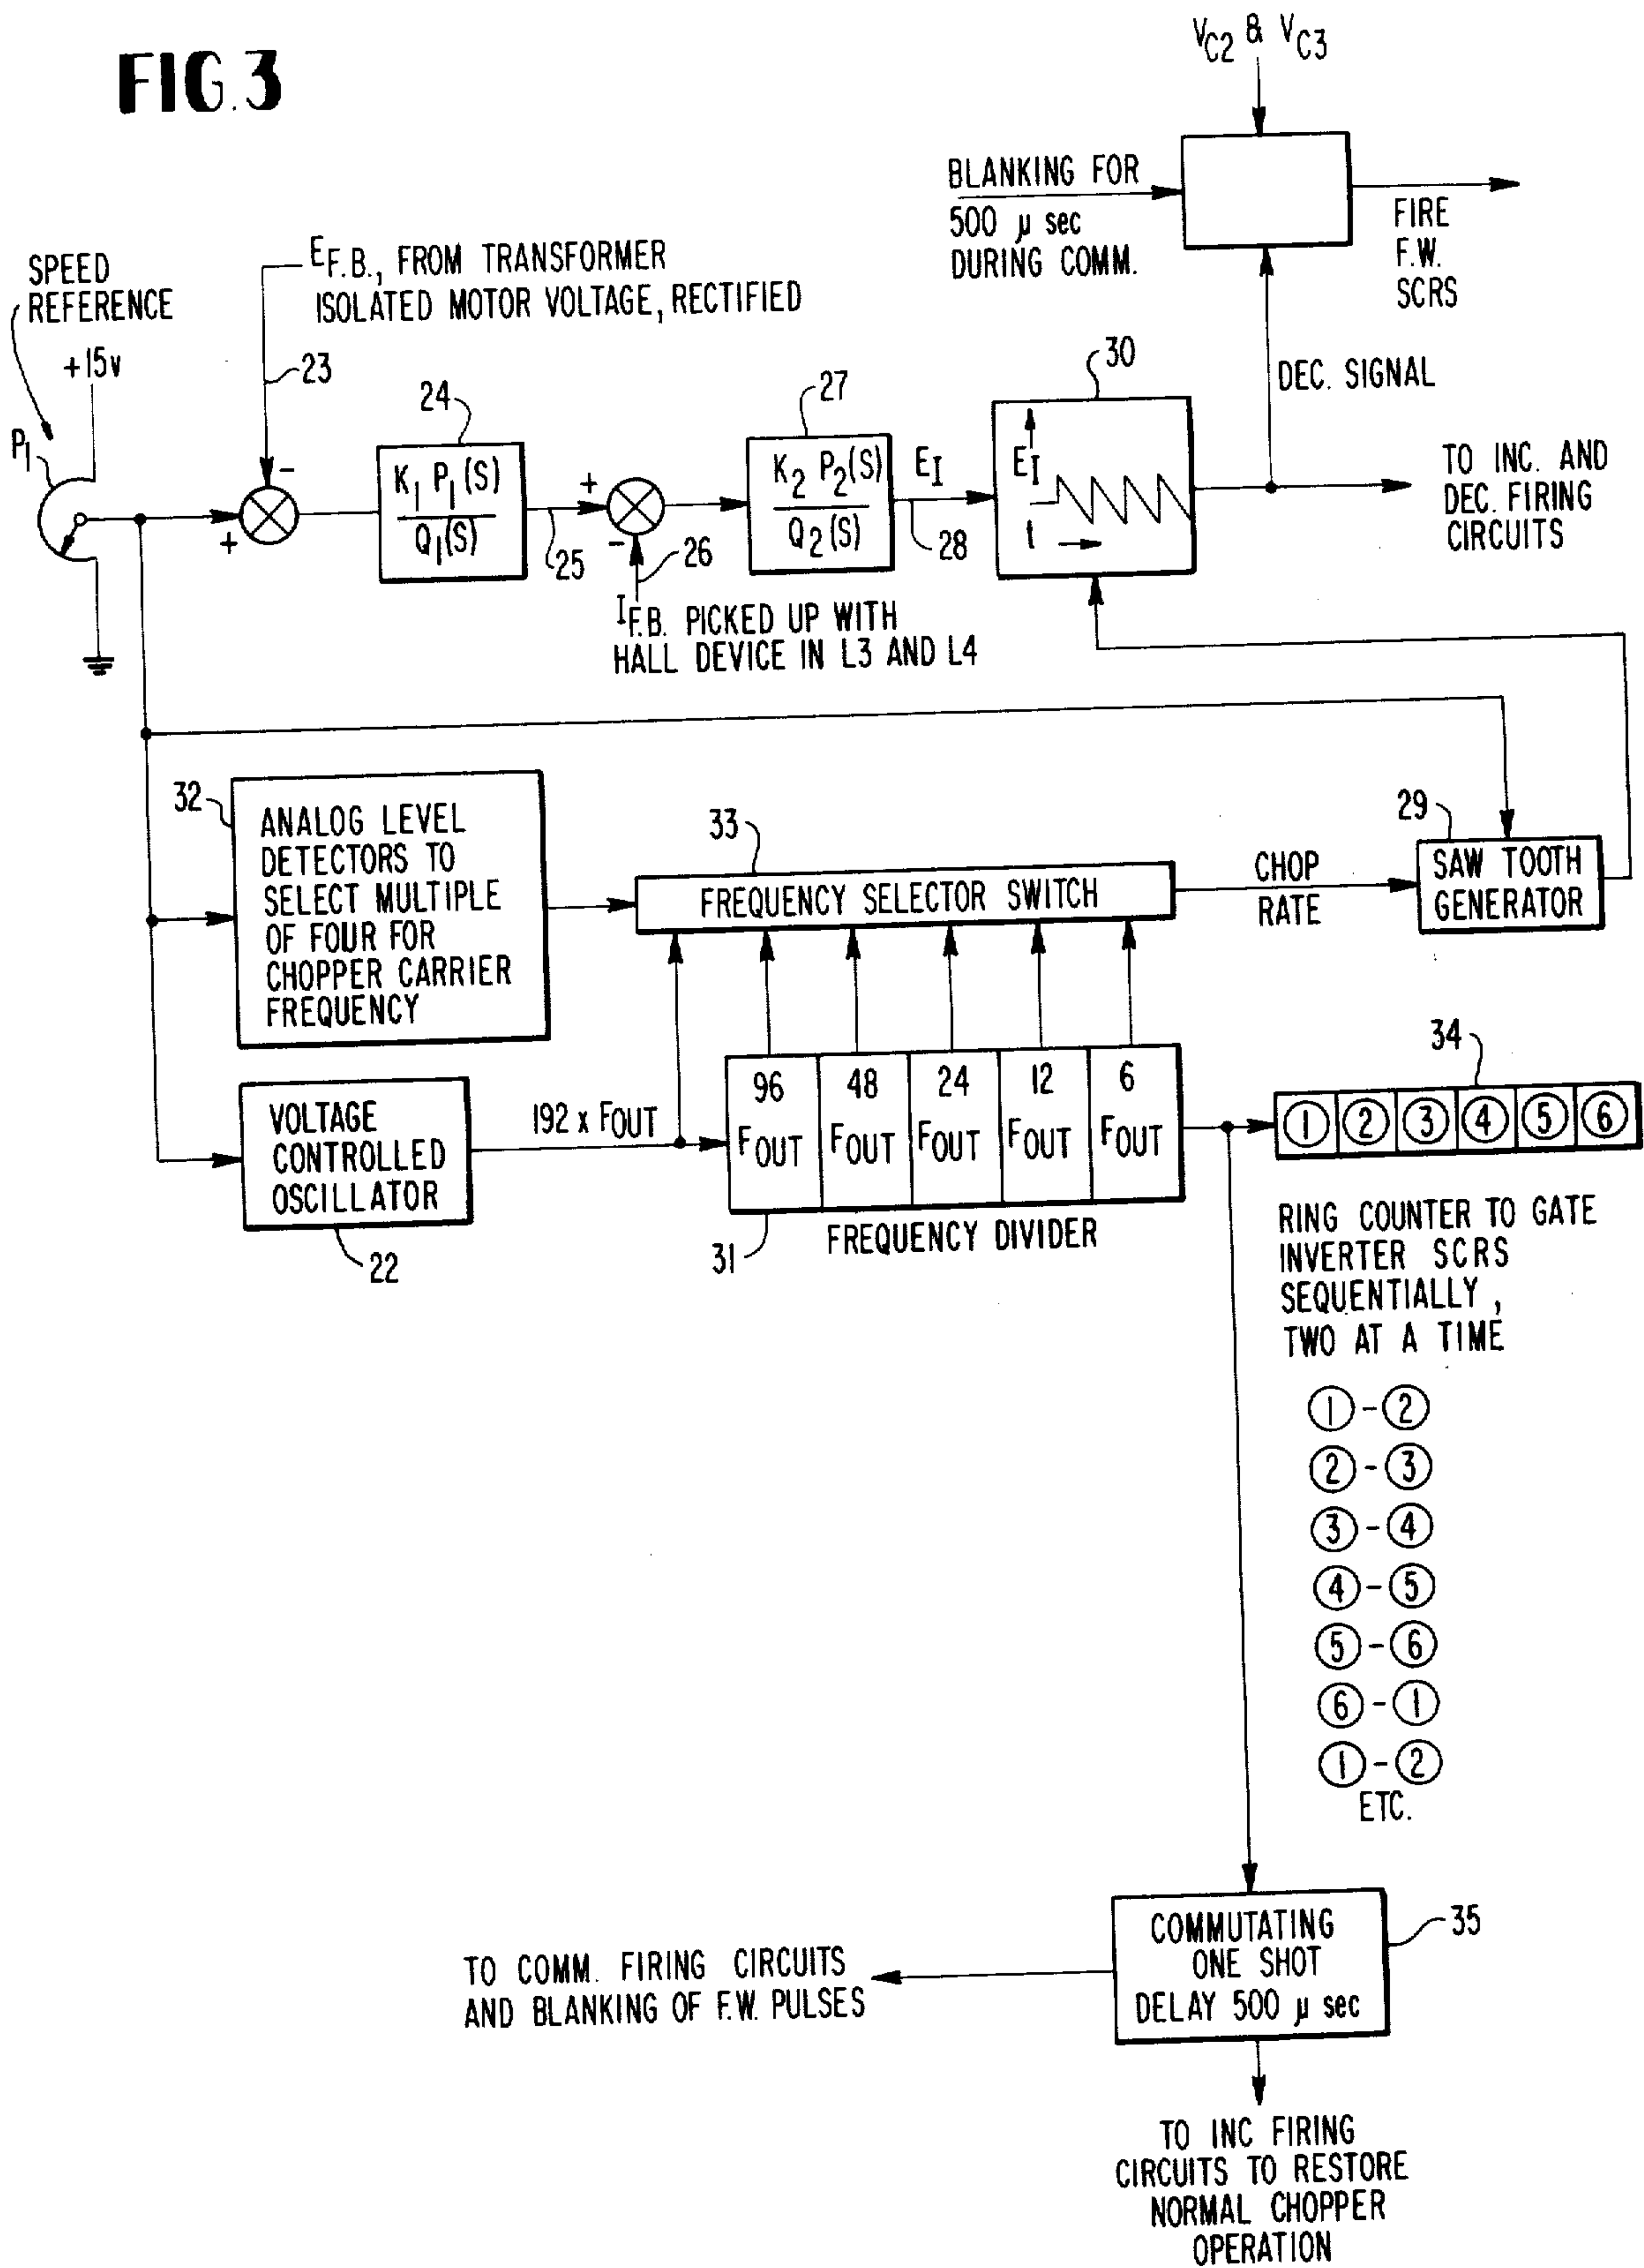 FIG. 3
V_C2 & V_C3
BLANKING FOR
500 µ sec
DURING COMM.
FIRE
F.W.
SCRS
SPEED
REFERENCE
+15v
P1
E_F.B., FROM TRANSFORMER
ISOLATED MOTOR VOLTAGE, RECTIFIED
23
-
+
24
K1 P1(S)
Q1(S)
25
+
-
26
I_F.B. PICKED UP WITH
HALL DEVICE IN L3 AND L4
27
K2 P2(S)
Q2(S)
E_I
28
30
E_I
t
DEC. SIGNAL
TO INC. AND
DEC. FIRING
CIRCUITS
32
ANALOG LEVEL
DETECTORS TO
SELECT MULTIPLE
OF FOUR FOR
CHOPPER CARRIER
FREQUENCY
33
FREQUENCY SELECTOR SWITCH
CHOP
RATE
29
SAW TOOTH
GENERATOR
VOLTAGE
CONTROLLED
OSCILLATOR
22
192 x F_OUT
96 48 24 12 6
F_OUT F_OUT F_OUT F_OUT F_OUT
31
FREQUENCY DIVIDER
34
① ② ③ ④ ⑤ ⑥
RING COUNTER TO GATE
INVERTER SCRS
SEQUENTIALLY,
TWO AT A TIME
①-②
②-③
③-④
④-⑤
⑤-⑥
⑥-①
①-②
ETC.
COMMUTATING
ONE SHOT
DELAY 500 µ sec
35
TO COMM. FIRING CIRCUITS
AND BLANKING OF F.W. PULSES
TO INC FIRING
CIRCUITS TO RESTORE
NORMAL CHOPPER
OPERATION